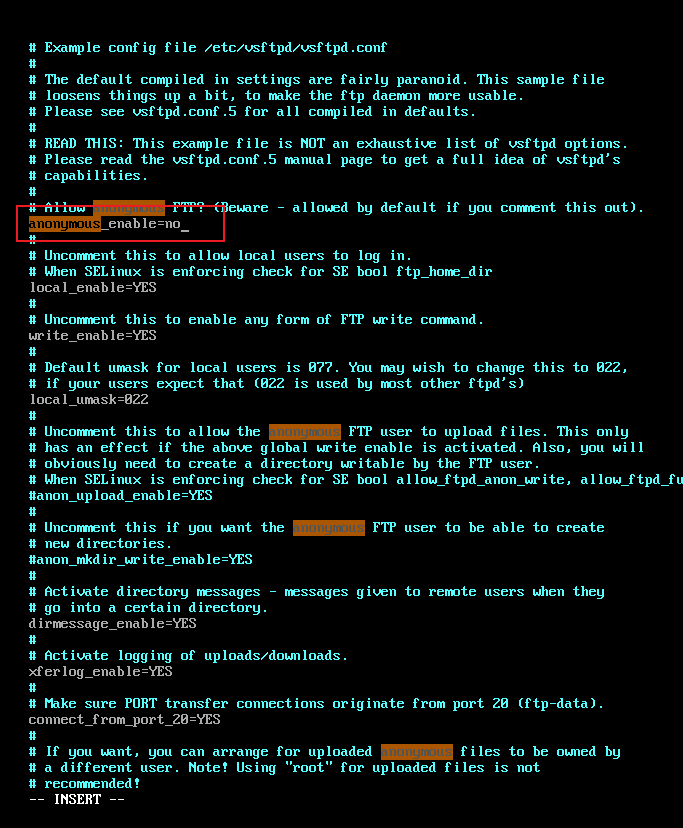 # Example config file /etc/vsftpd/vsftpd.conf
#
# The default compiled in settings are fairly paranoid. This sample file
# loosens things up a bit, to make the ftp daemon more usable.
# Please see vsftpd.conf.5 for all compiled in defaults.
#
# READ THIS: This example file is NOT an exhaustive list of vsftpd options.
# Please read the vsftpd.conf.5 manual page to get a full idea of vsftpd's
# capabilities.
#
# Allow anonymous FTP? (Beware - allowed by default if you comment this out).
anonymous_enable=no_
#
# Uncomment this to allow local users to log in.
# When SELinux is enforcing check for SE bool ftp_home_dir
local_enable=YES
#
# Uncomment this to enable any form of FTP write command.
write_enable=YES
#
# Default umask for local users is 077. You may wish to change this to 022,
# if your users expect that (022 is used by most other ftpd's)
local_umask=022
#
# Uncomment this to allow the anonymous FTP user to upload files. This only
# has an effect if the above global write enable is activated. Also, you will
# obviously need to create a directory writable by the FTP user.
# When SELinux is enforcing check for SE bool allow_ftpd_anon_write, allow_ftpd_fu
#anon_upload_enable=YES
#
# Uncomment this if you want the anonymous FTP user to be able to create
# new directories.
#anon_mkdir_write_enable=YES
#
# Activate directory messages - messages given to remote users when they
# go into a certain directory.
dirmessage_enable=YES
#
# Activate logging of uploads/downloads.
xferlog_enable=YES
#
# Make sure PORT transfer connections originate from port 20 (ftp-data).
connect_from_port_20=YES
#
# If you want, you can arrange for uploaded anonymous files to be owned by
# a different user. Note! Using "root" for uploaded files is not
# recommended!
-- INSERT --